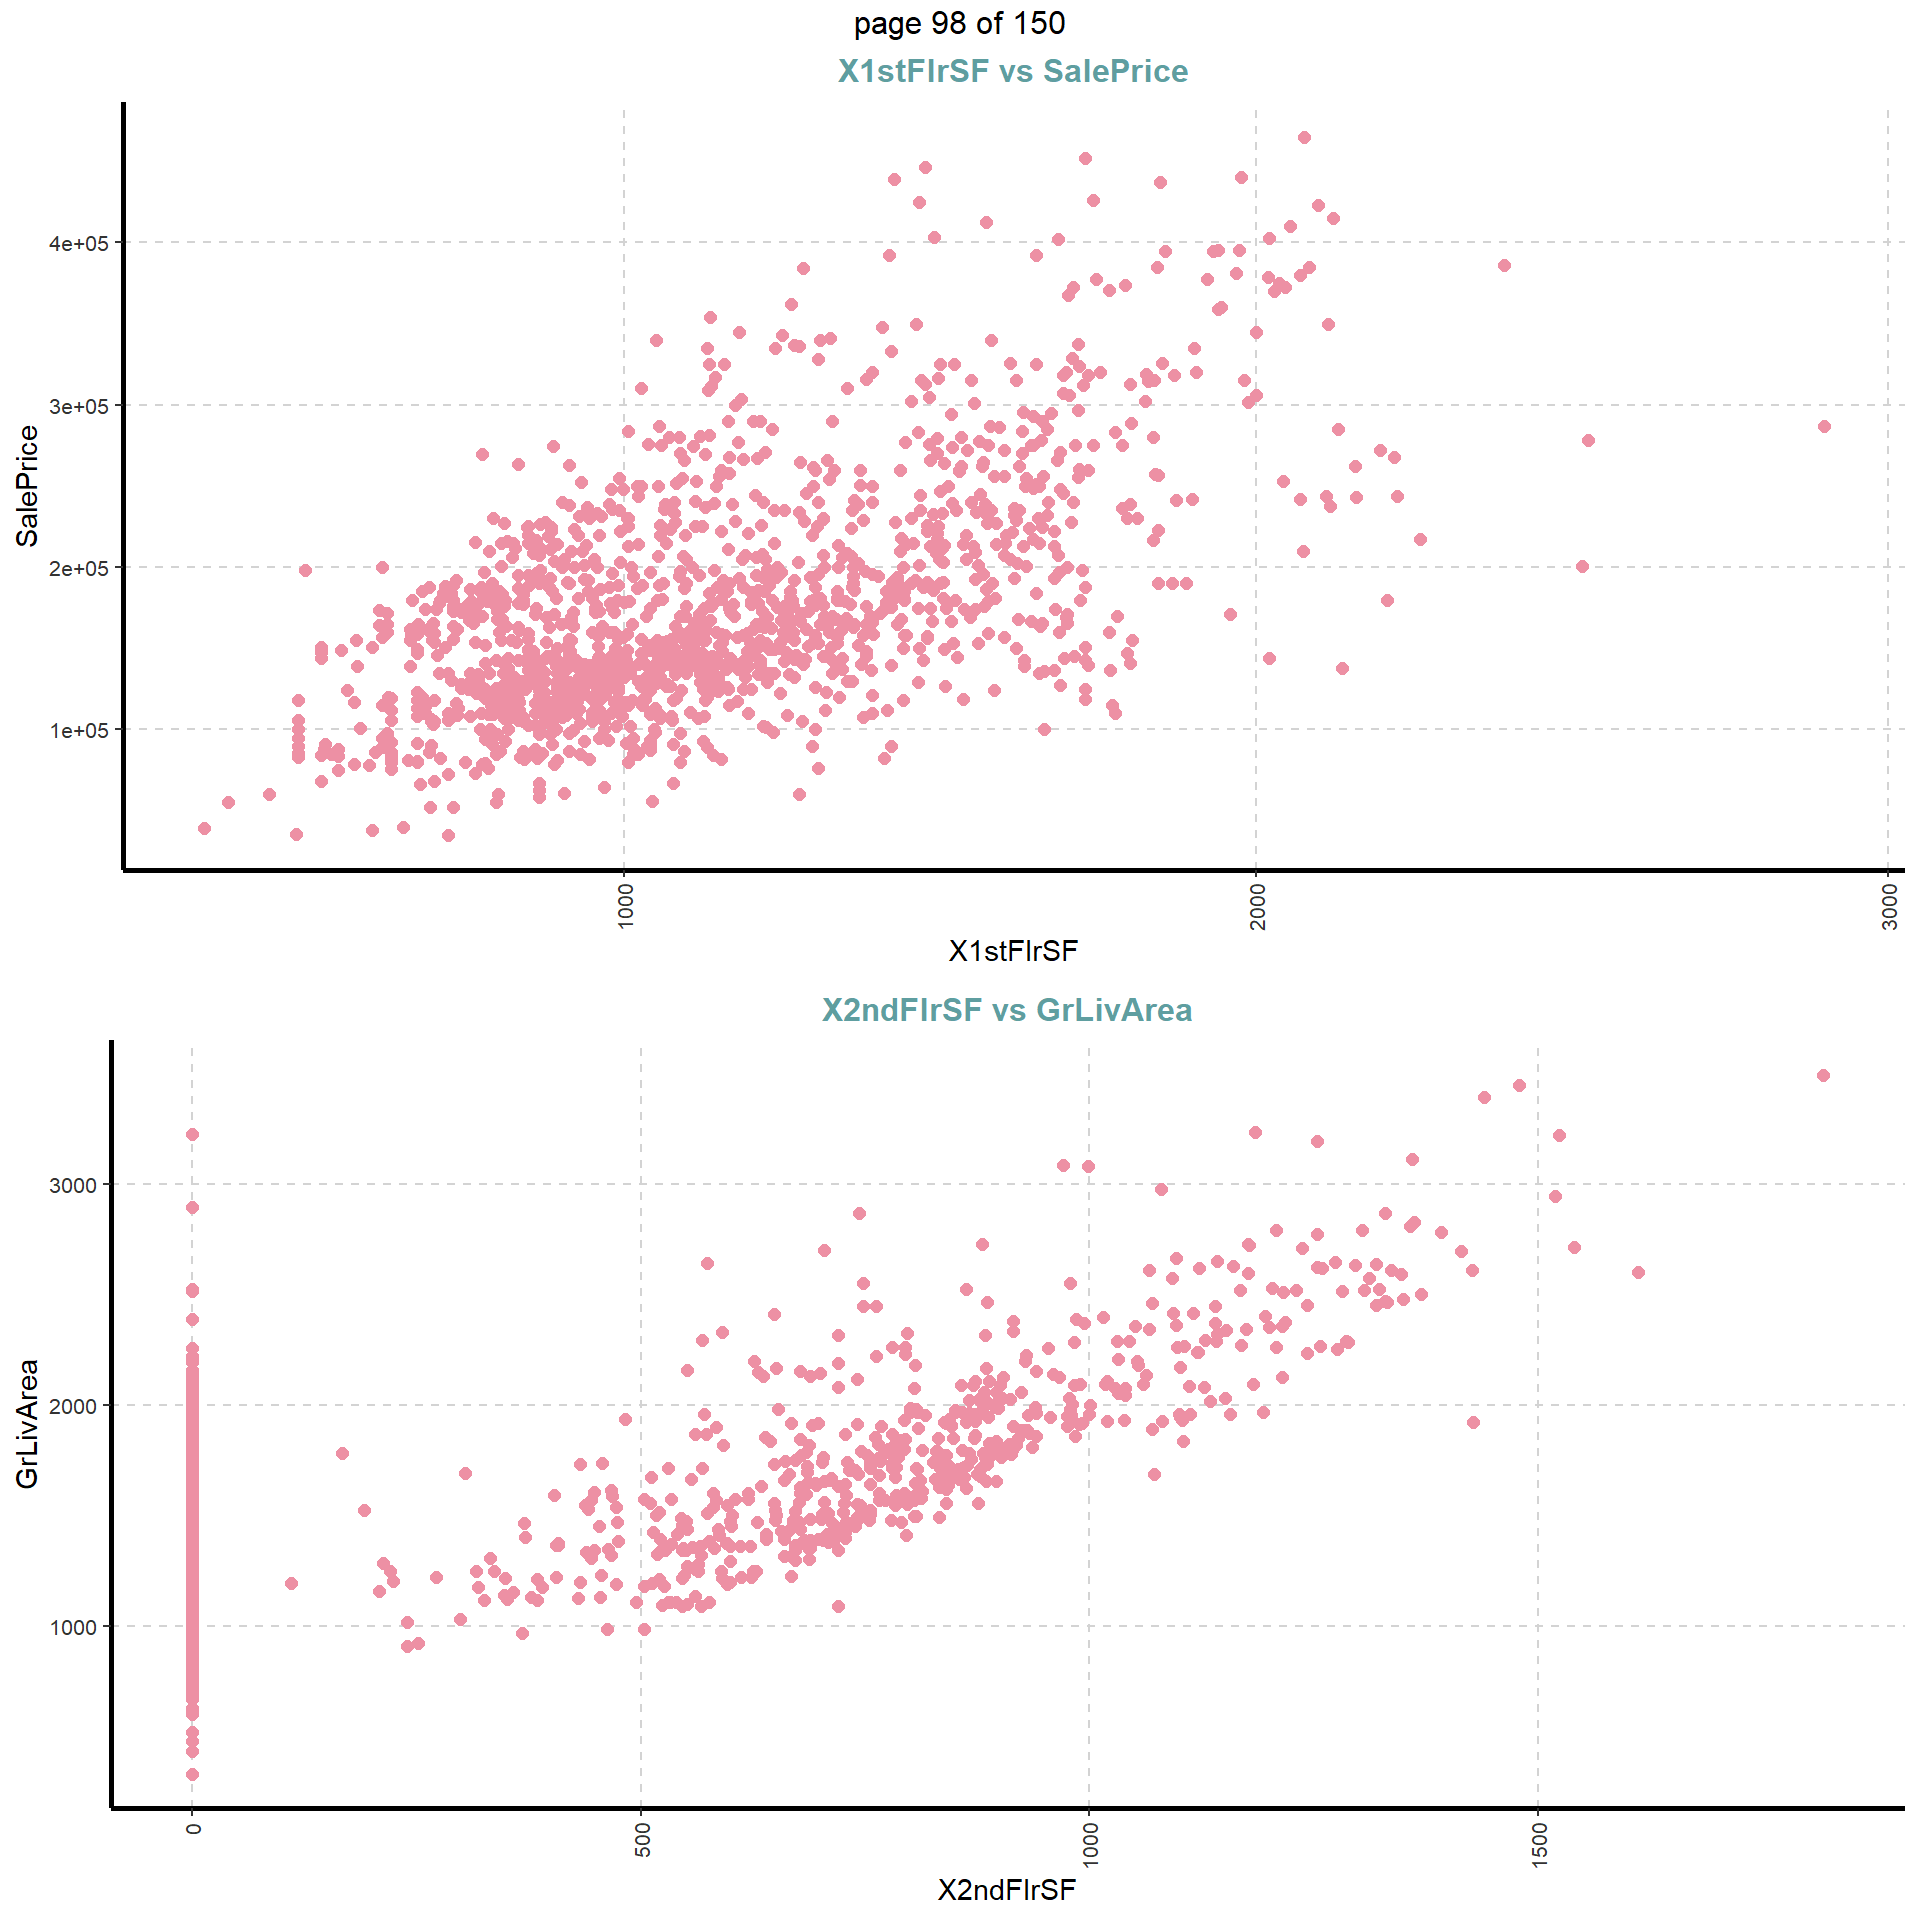 page 98 of 150
X1stFlrSF vs SalePrice
4e+05
3e+05
2e+05
1e+05
SalePrice
1000
2000
3000
X1stFlrSF
X2ndFlrSF vs GrLivArea
3000
2000
1000
GrLivArea
0
500
1000
1500
X2ndFlrSF